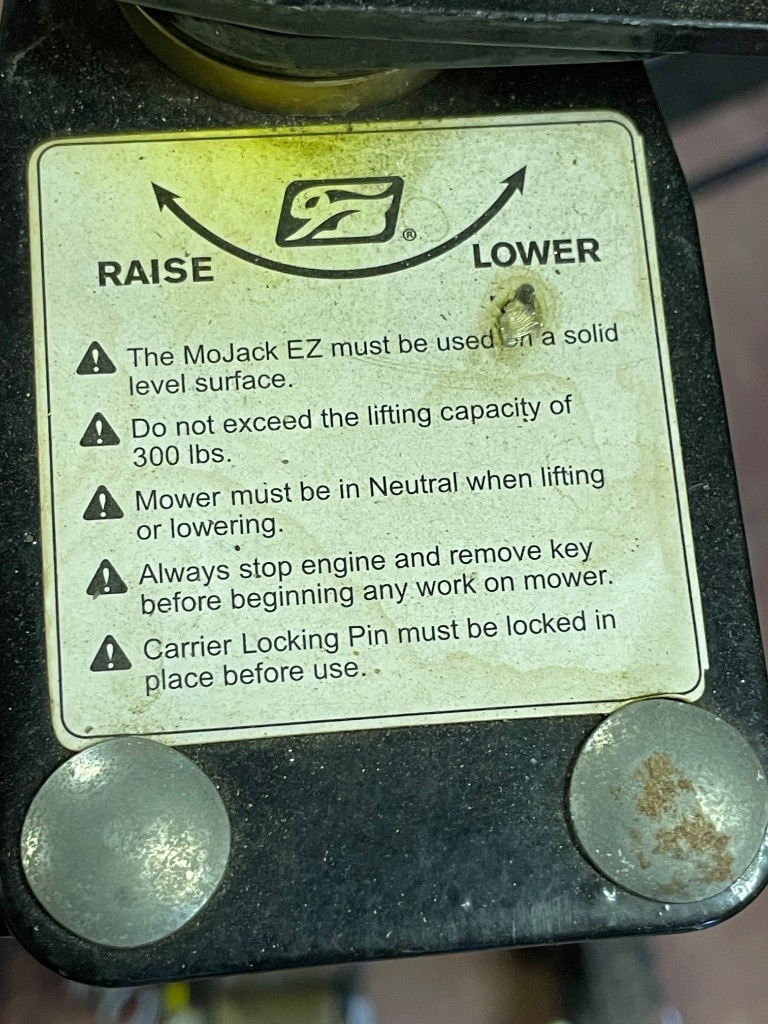 ®
RAISE LOWER
The MoJack EZ must be used on a solid
level surface.
Do not exceed the lifting capacity of
300 lbs.
Mower must be in Neutral when lifting
or lowering.
Always stop engine and remove key
before beginning any work on mower.
Carrier Locking Pin must be locked in
place before use.